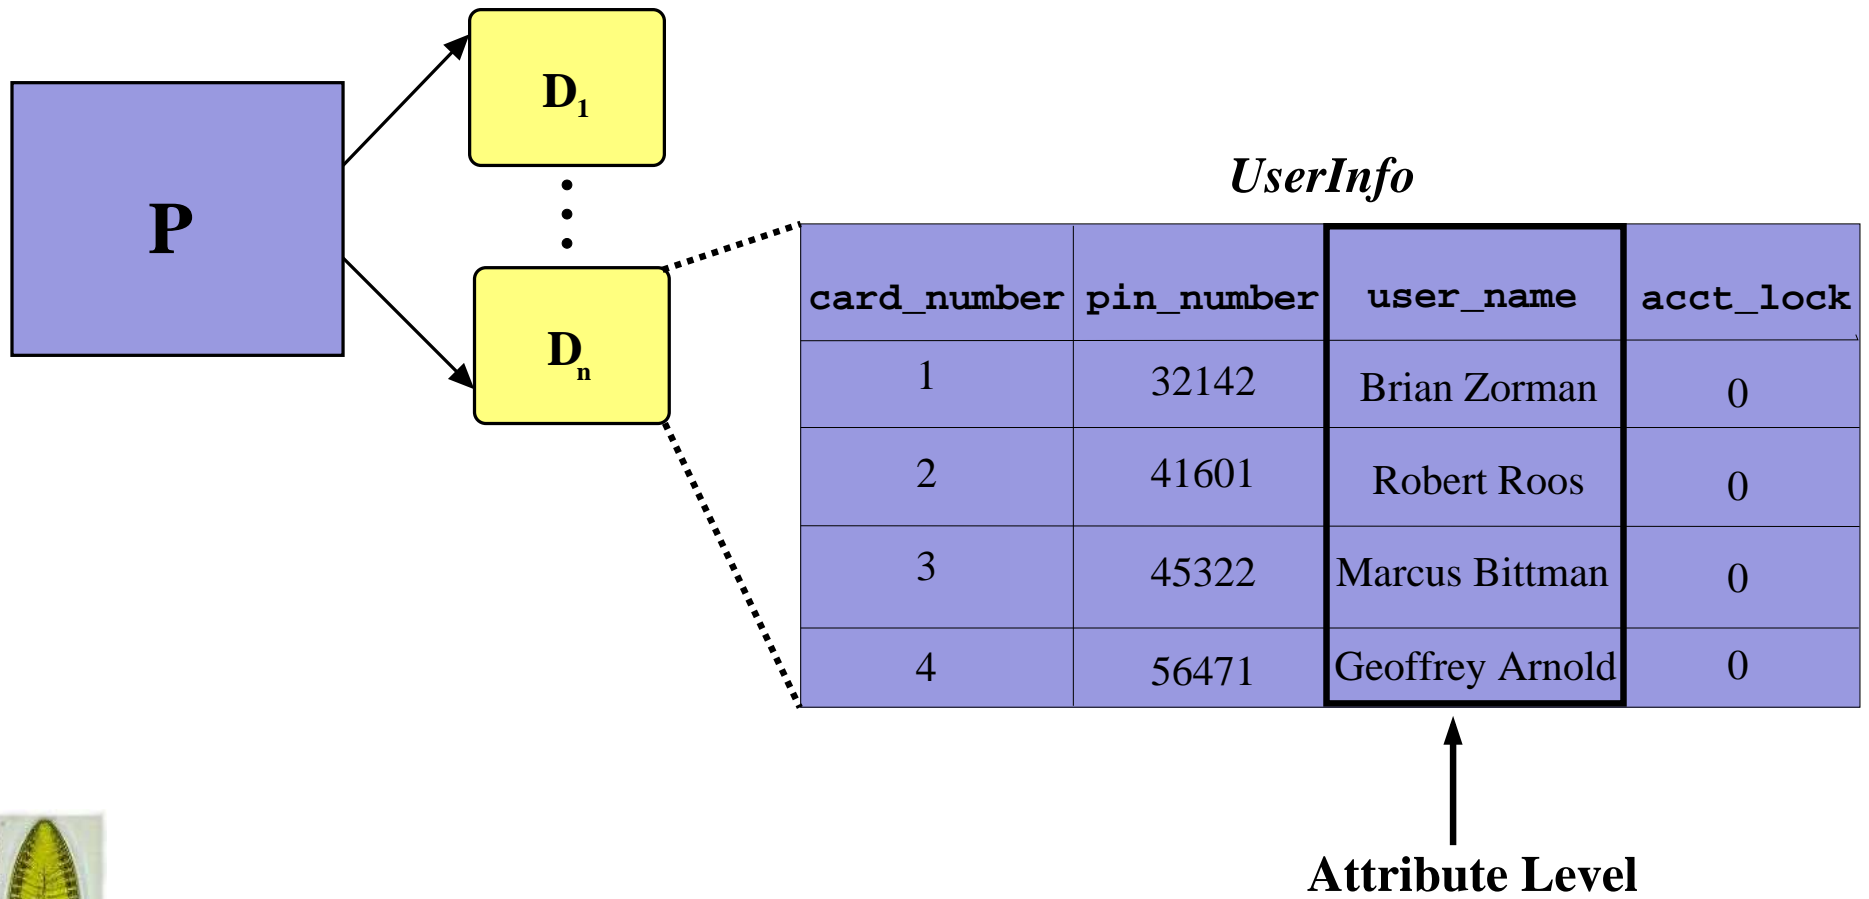 P
D1
Dn
UserInfo
card_number pin_number user_name acct_lock
1 32142 Brian Zorman 0
2 41601 Robert Roos 0
3 45322 Marcus Bittman 0
4 56471 Geoffrey Arnold 0
Attribute Level